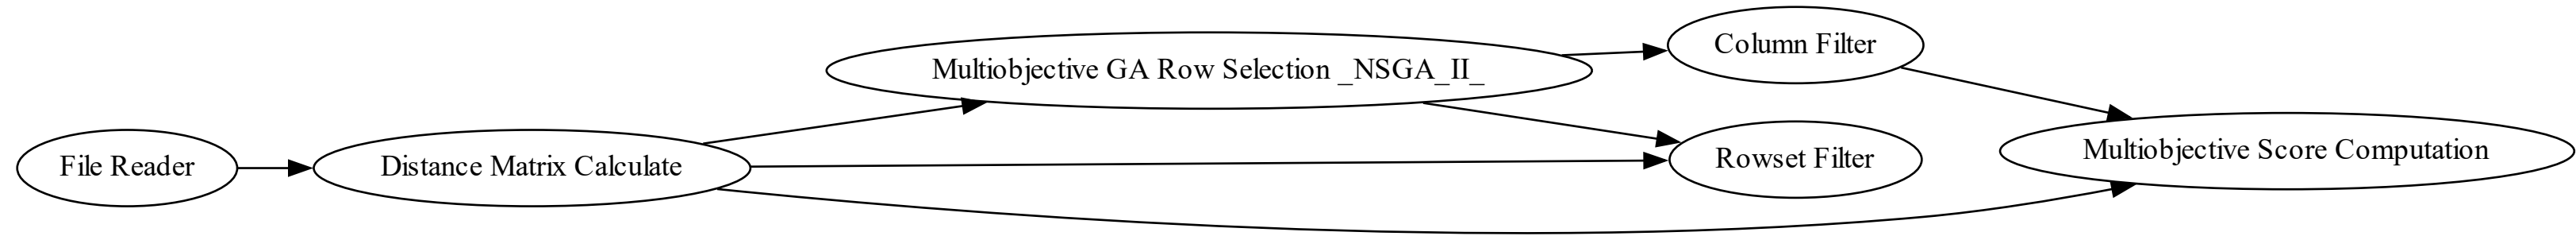 File Reader
Distance Matrix Calculate
Multiobjective GA Row Selection _NSGA_II_
Column Filter
Rowset Filter
Multiobjective Score Computation